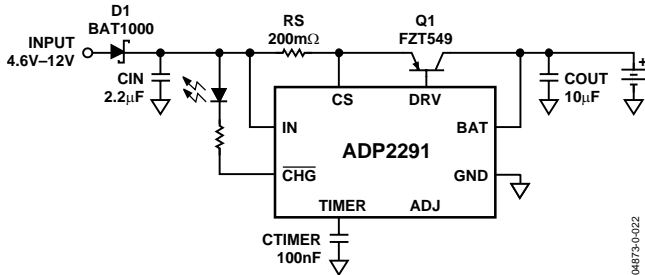 D1
BAT1000
INPUT
4.6V–12V
CIN
2.2μF
RS
200mΩ
Q1
FZT549
COUT
10μF
+
CS
DRV
IN
BAT
ADP2291
CHG
GND
TIMER
ADJ
CTIMER
100nF
04873-0-022